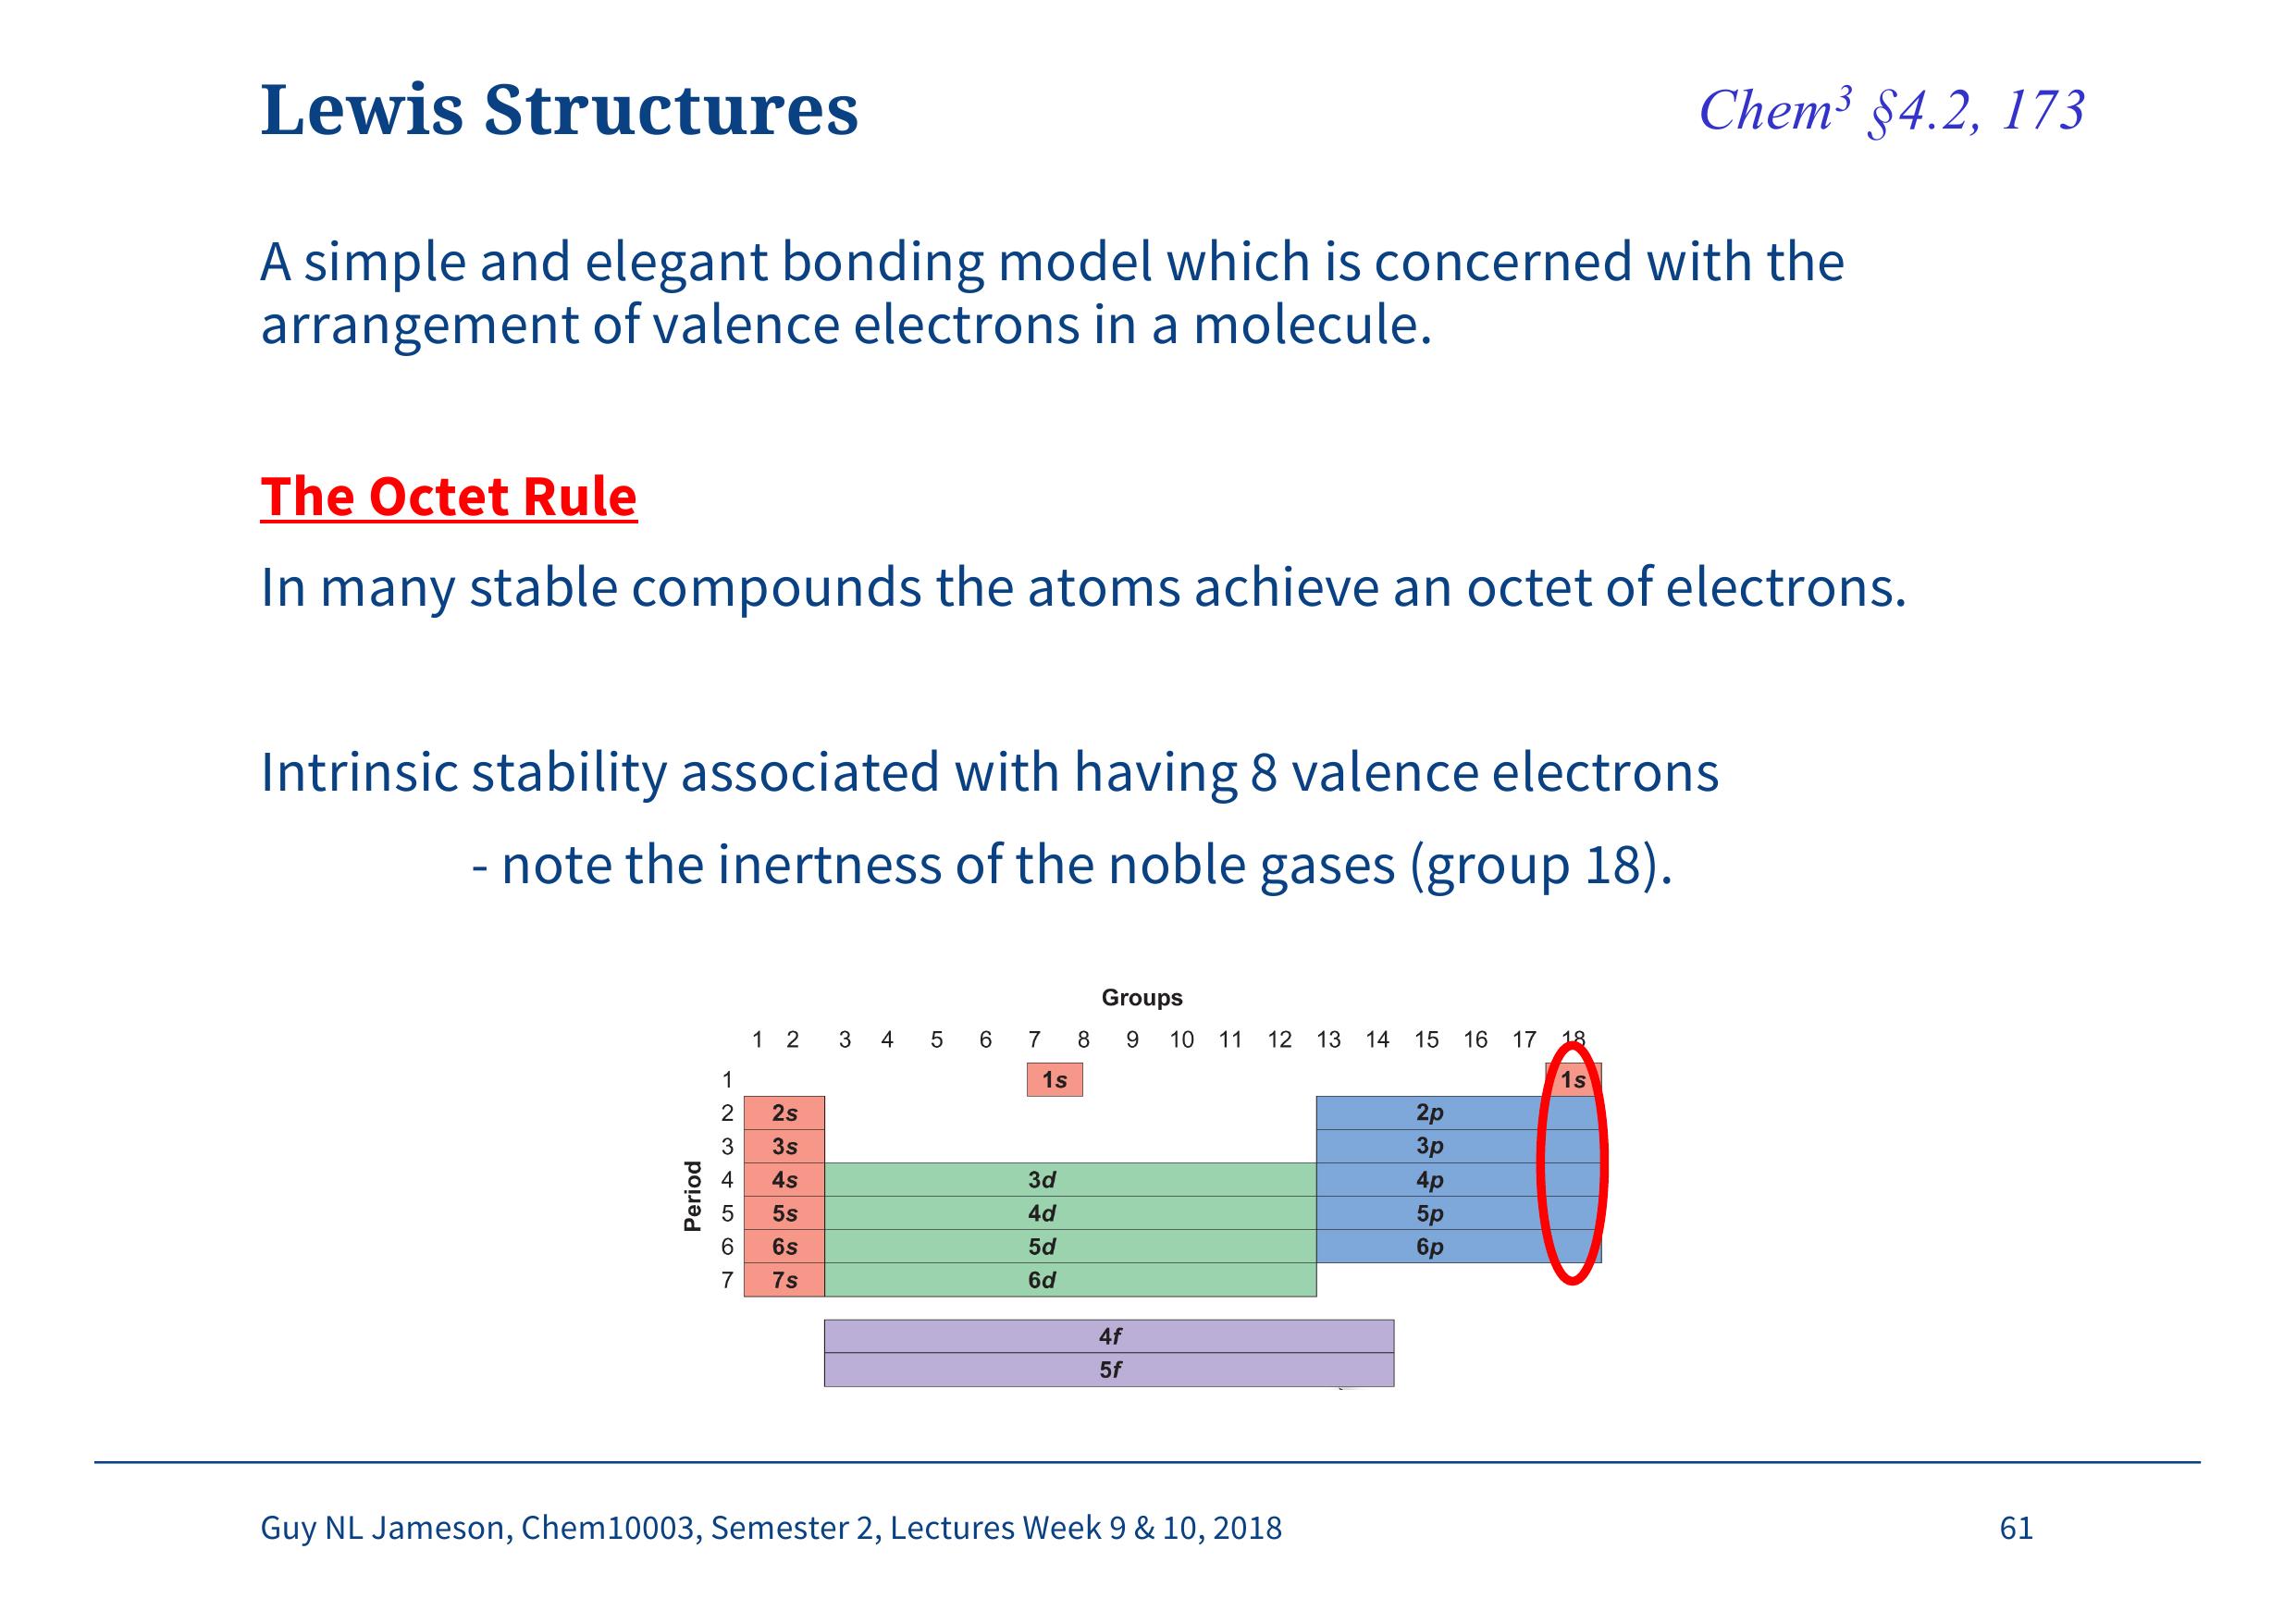 Lewis Structures
Chem³ §4.2, 173
A simple and elegant bonding model which is concerned with the
arrangement of valence electrons in a molecule.
The Octet Rule
In many stable compounds the atoms achieve an octet of electrons.
Intrinsic stability associated with having 8 valence electrons
- note the inertness of the noble gases (group 18).
Groups
1 2 3 4 5 6 7 8 9 10 11 12 13 14 15 16 17 18
1 1s 1s
2 2s 2p
3 3s 3p
Period
4 4s 3d 4p
5 5s 4d 5p
6 6s 5d 6p
7 7s 6d
4f
5f
Guy NL Jameson, Chem10003, Semester 2, Lectures Week 9 & 10, 2018
61